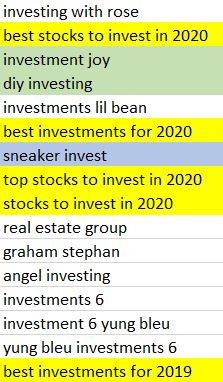 investing with rose
best stocks to invest in 2020
investment joy
diy investing
investments lil bean
best investments for 2020
sneaker invest
top stocks to invest in 2020
stocks to invest in 2020
real estate group
graham stephan
angel investing
investments 6
investment 6 yung bleu
yung bleu investments 6
best investments for 2019